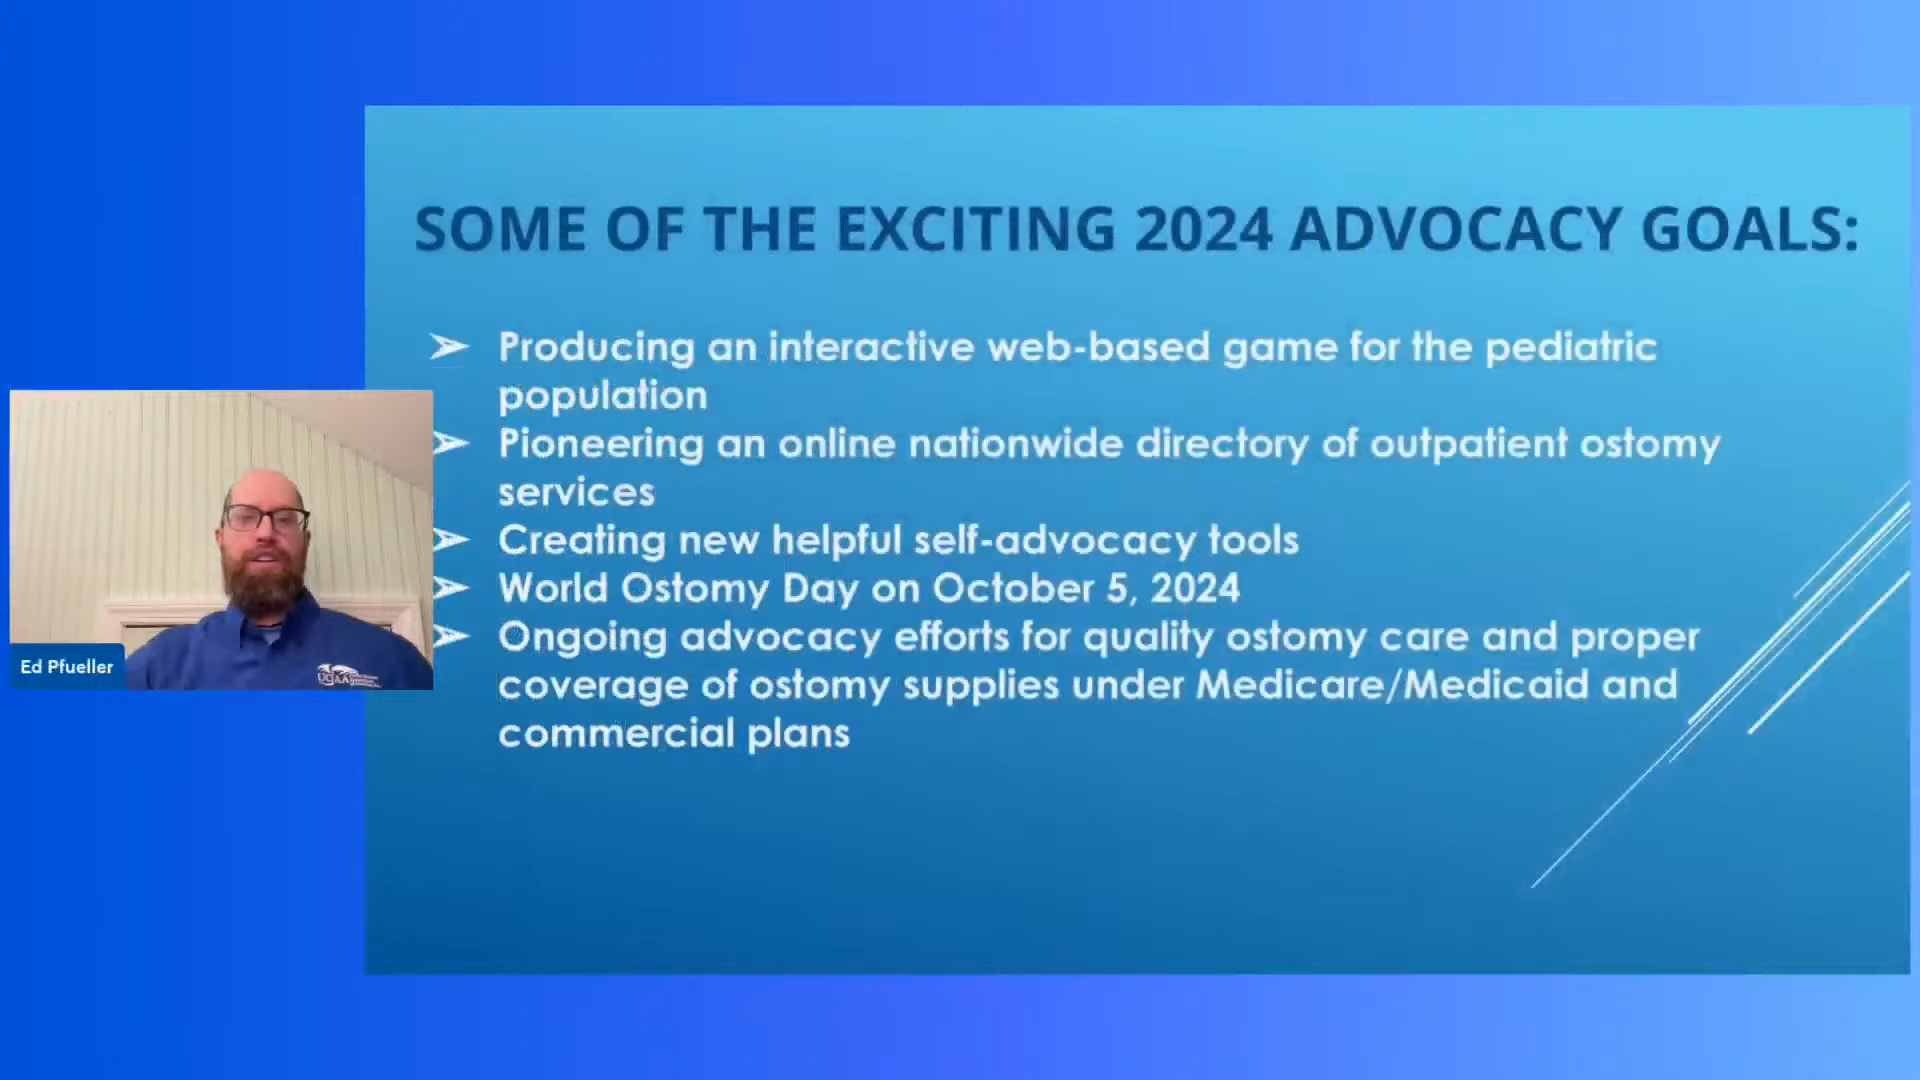 SOME OF THE EXCITING 2024 ADVOCACY GOALS:
➢ Producing an interactive web-based game for the pediatric
population
➢ Pioneering an online nationwide directory of outpatient ostomy
services
➢ Creating new helpful self-advocacy tools
➢ World Ostomy Day on October 5, 2024
➢ Ongoing advocacy efforts for quality ostomy care and proper
coverage of ostomy supplies under Medicare/Medicaid and
commercial plans
Ed Pfueller
UOAA